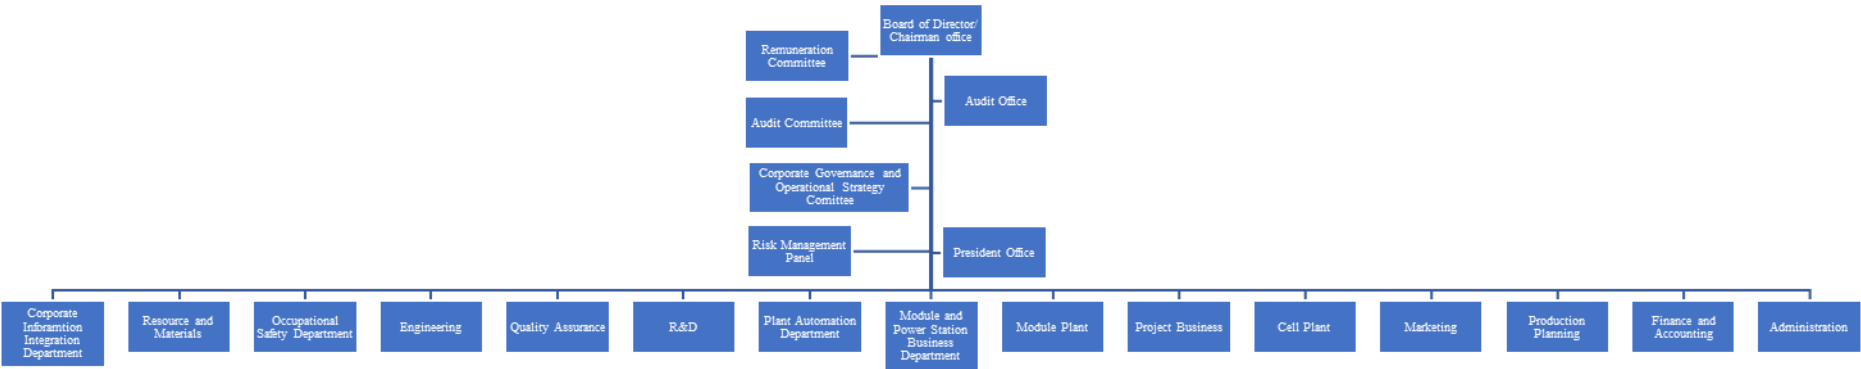 Board of Director/
Chairman office
Remuneration
Committee
Audit Office
Audit Committee
Corporate Governance and
Operational Strategy
Comittee
Risk Management
Panel
President Office
Corporate
Inforamtion
Integration
Department
Resource and
Materials
Occupational
Safety Department
Engineering
Quality Assurance
R&D
Plant Automation
Department
Module and
Power Station
Business
Department
Module Plant
Project Business
Cell Plant
Marketing
Production
Planning
Finance and
Accounting
Administration